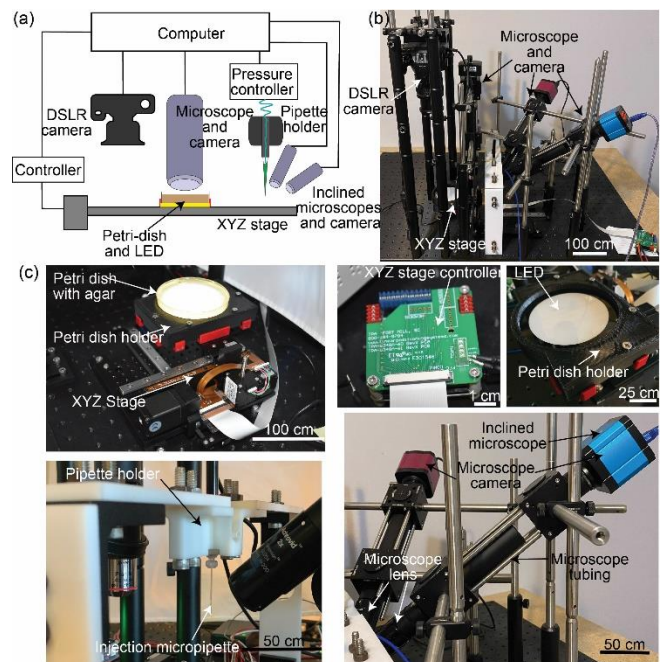 (a)
Computer
DSLR
camera
Microscope
and camera
Pressure
controller
Pipette
holder
Controller
Petri-dish
and LED
XYZ stage
Inclined
microscopes
and camera
(b)
Microscope
and
camera
DSLR
camera
XYZ stage
100 cm
(c)
Petri dish
with agar
Petri dish holder
XYZ Stage
100 cm
XYZ stage controller
1 cm
LED
Petri dish holder
25 cm
Pipette holder
Injection micropipette
50 cm
Inclined
microscope
Microscope
camera
Microscope
lens
Microscope
tubing
50 cm